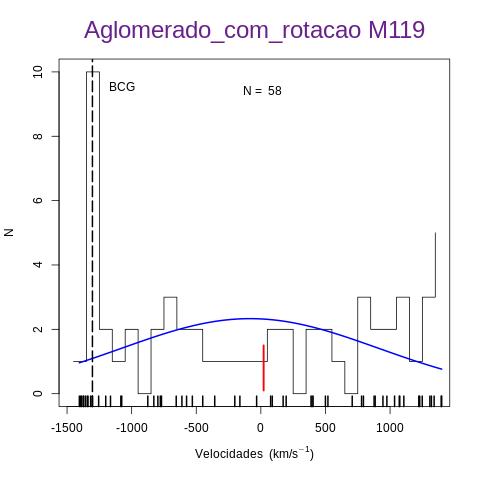 Aglomerado_com_rotacao M119
BCG
N = 58
10
8
6
4
2
0
N
-1500 -1000 -500 0 500 1000
Velocidades (km/s⁻¹)